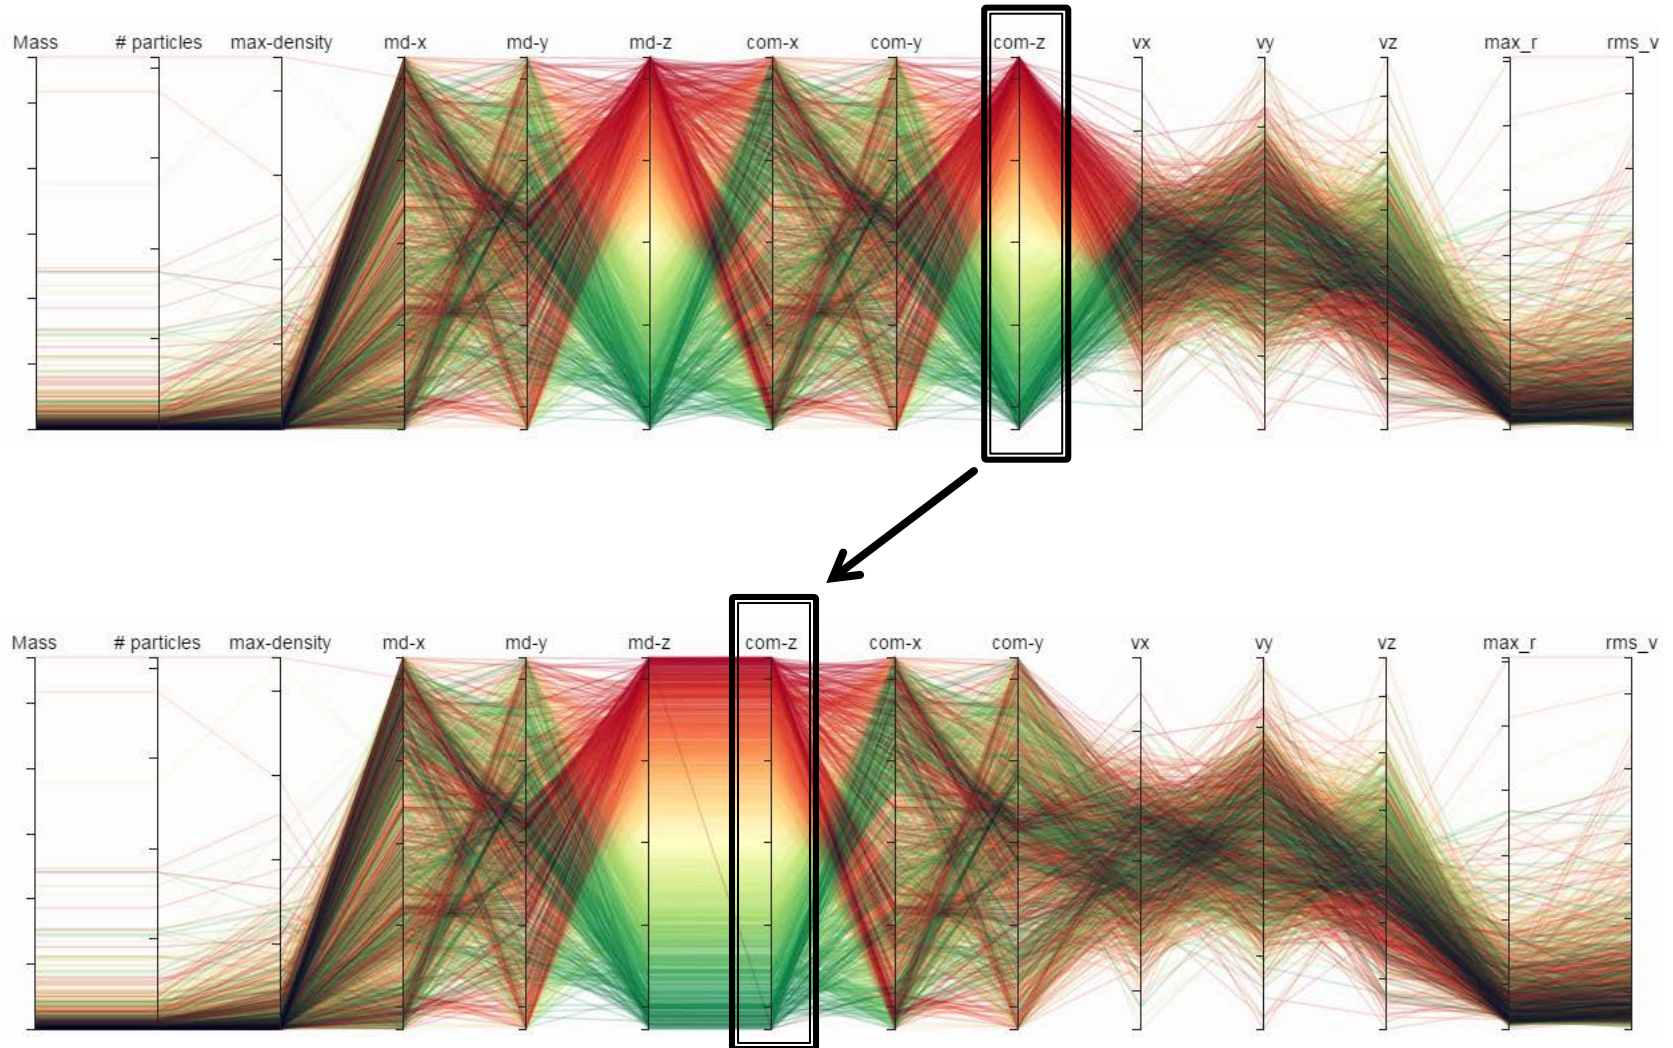 Mass # particles max-density md-x md-y md-z com-x com-y com-z vx vy vz max_r rms_v
Mass # particles max-density md-x md-y md-z com-z com-x com-y vx vy vz max_r rms_v